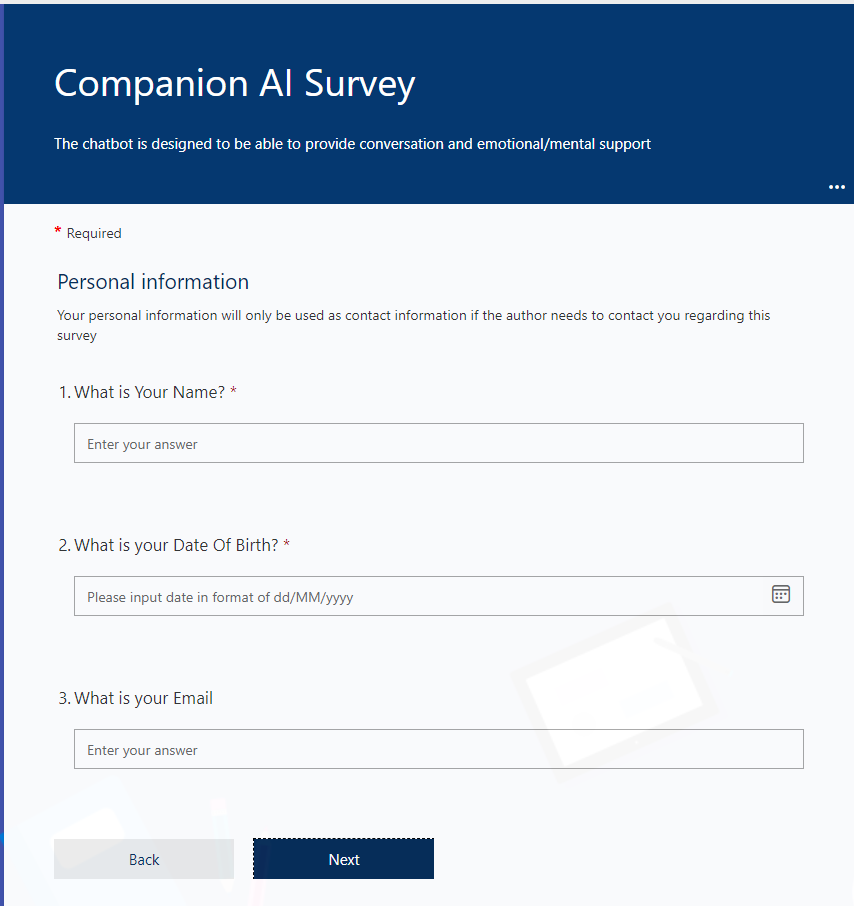 Companion AI Survey
The chatbot is designed to be able to provide conversation and emotional/mental support
...
* Required
Personal information
Your personal information will only be used as contact information if the author needs to contact you regarding this
survey
1. What is Your Name? *
Enter your answer
2. What is your Date Of Birth? *
Please input date in format of dd/MM/yyyy
3. What is your Email
Enter your answer
Back Next